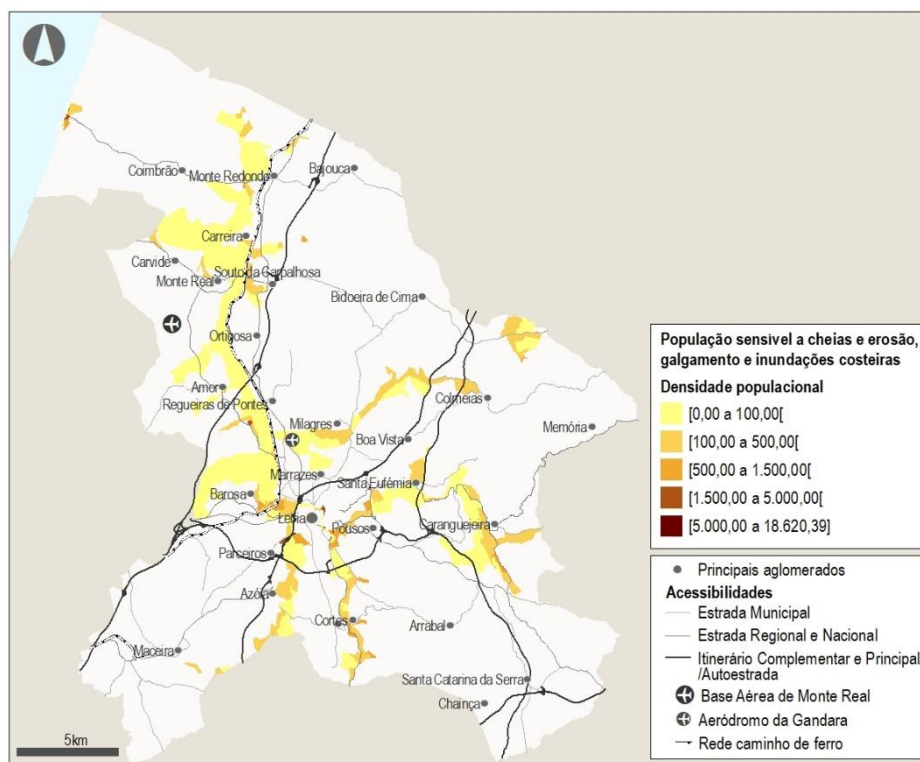 Coimbrão
Monte Redondo
Bajouca
Carreira
Carvide
Souto da Carpalhosa
Monte Real
Bidoeira de Cima
Ortigosa
Amor
Regueiras de Pontes
Colmeias
Milagres
Boa Vista
Memória
Marrazes
Santa Eufémia
Barosa
Leiria
Pousos
Caranguejeira
Parceiros
Azóia
Cortes
Arrabal
Maceira
Santa Catarina da Serra
Chainça
5km
População sensível a cheias e erosão,
galgamento e inundações costeiras
Densidade populacional
[0,00 a 100,00[
[100,00 a 500,00[
[500,00 a 1.500,00[
[1.500,00 a 5.000,00[
[5.000,00 a 18.620,39]
Principais aglomerados
Acessibilidades
Estrada Municipal
Estrada Regional e Nacional
Itinerário Complementar e Principal
/Autoestrada
Base Aérea de Monte Real
Aeródromo da Gandara
Rede caminho de ferro